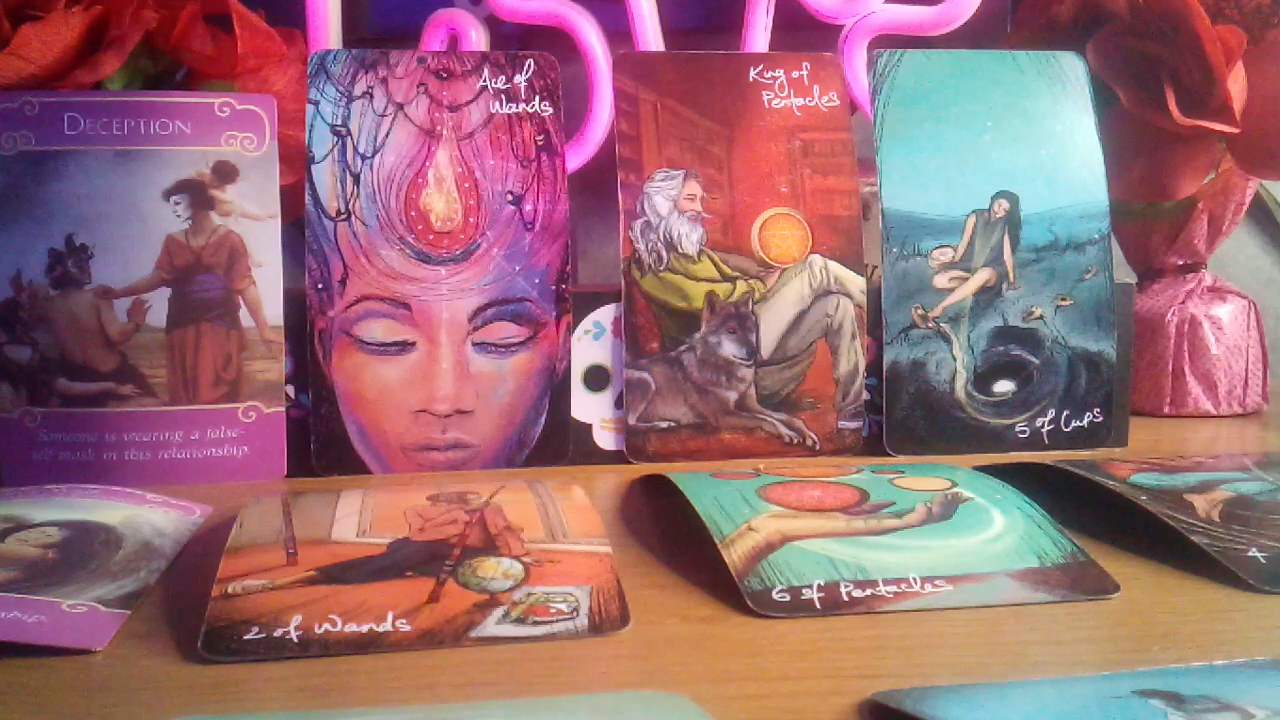 DECEPTION
Someone is wearing a false-
self mask in this relationship.
Ace of
Wands
King of
Pentacles
5 of Cups
2 of Wands
6 of Pentacles
4